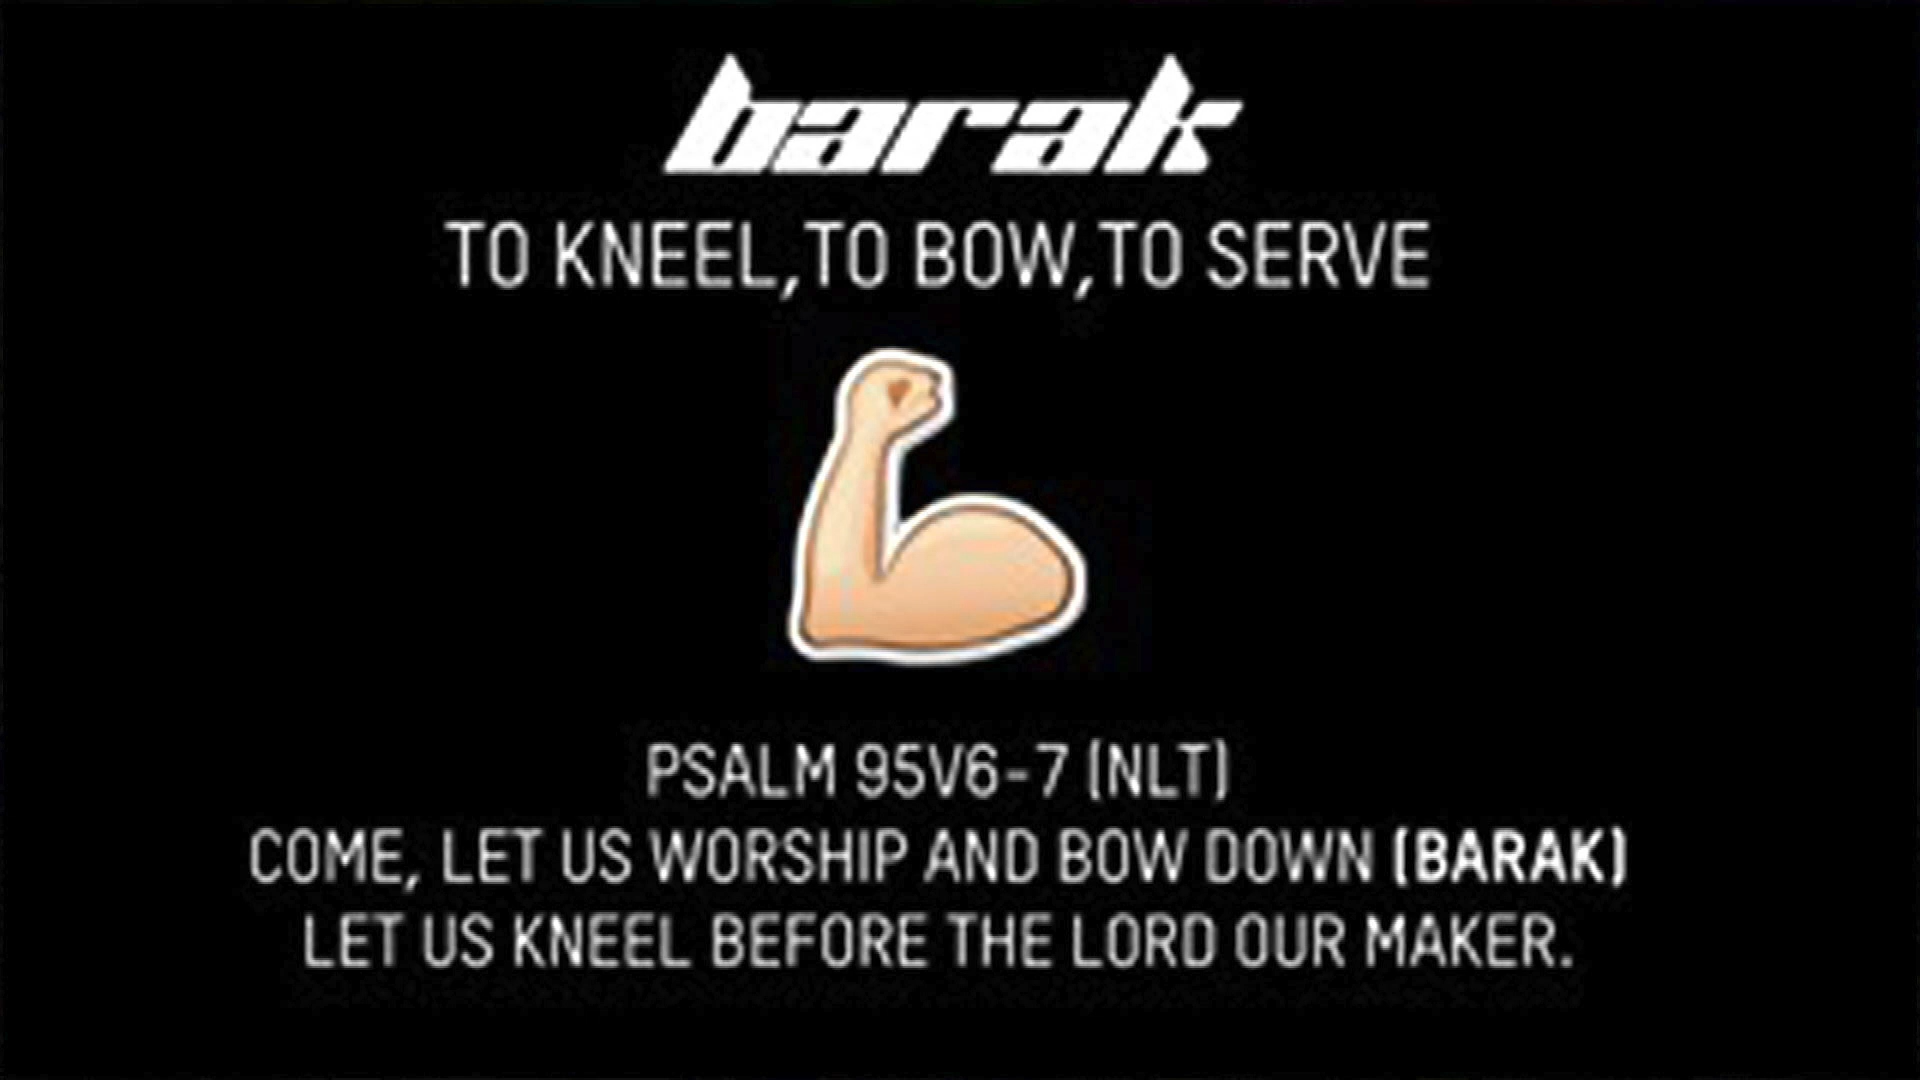 barak
TO KNEEL,TO BOW,TO SERVE
PSALM 95V6-7 (NLT)
COME, LET US WORSHIP AND BOW DOWN (BARAK)
LET US KNEEL BEFORE THE LORD OUR MAKER.